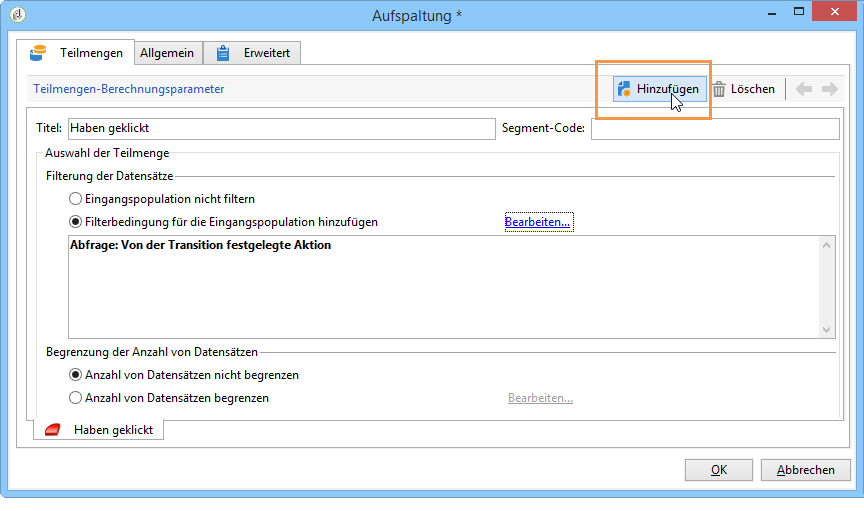 Aufspaltung *
Teilmengen Allgemein Erweitert
Teilmengen-Berechnungsparameter Hinzufügen Löschen
Titel: Haben geklickt Segment-Code:
Auswahl der Teilmenge
Filterung der Datensätze
Eingangspopulation nicht filtern
Filterbedingung für die Eingangspopulation hinzufügen Bearbeiten...
Abfrage: Von der Transition festgelegte Aktion
Begrenzung der Anzahl von Datensätzen
Anzahl von Datensätzen nicht begrenzen
Anzahl von Datensätzen begrenzen Bearbeiten...
Haben geklickt
OK Abbrechen